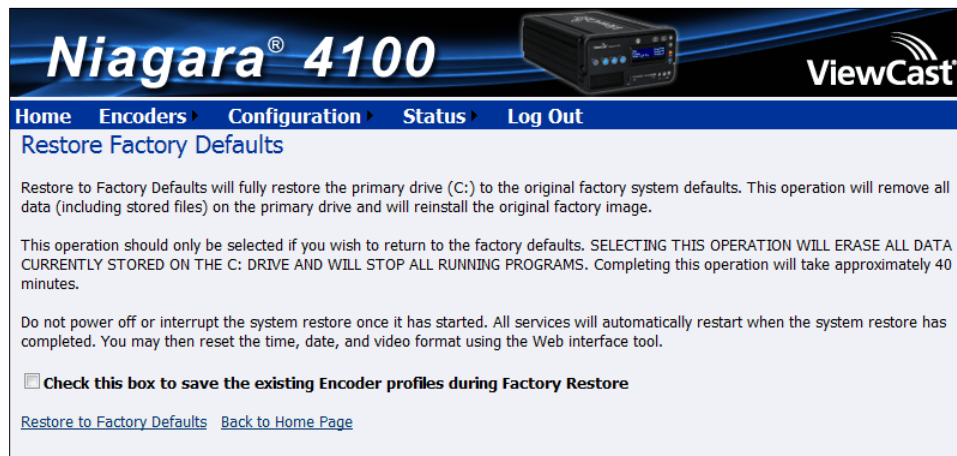 Niagara® 4100
ViewCast
Home Encoders Configuration Status Log Out
Restore Factory Defaults
Restore to Factory Defaults will fully restore the primary drive (C:) to the original factory system defaults. This operation will remove all
data (including stored files) on the primary drive and will reinstall the original factory image.
This operation should only be selected if you wish to return to the factory defaults. SELECTING THIS OPERATION WILL ERASE ALL DATA
CURRENTLY STORED ON THE C: DRIVE AND WILL STOP ALL RUNNING PROGRAMS. Completing this operation will take approximately 40
minutes.
Do not power off or interrupt the system restore once it has started. All services will automatically restart when the system restore has
completed. You may then reset the time, date, and video format using the Web interface tool.
Check this box to save the existing Encoder profiles during Factory Restore
Restore to Factory Defaults Back to Home Page